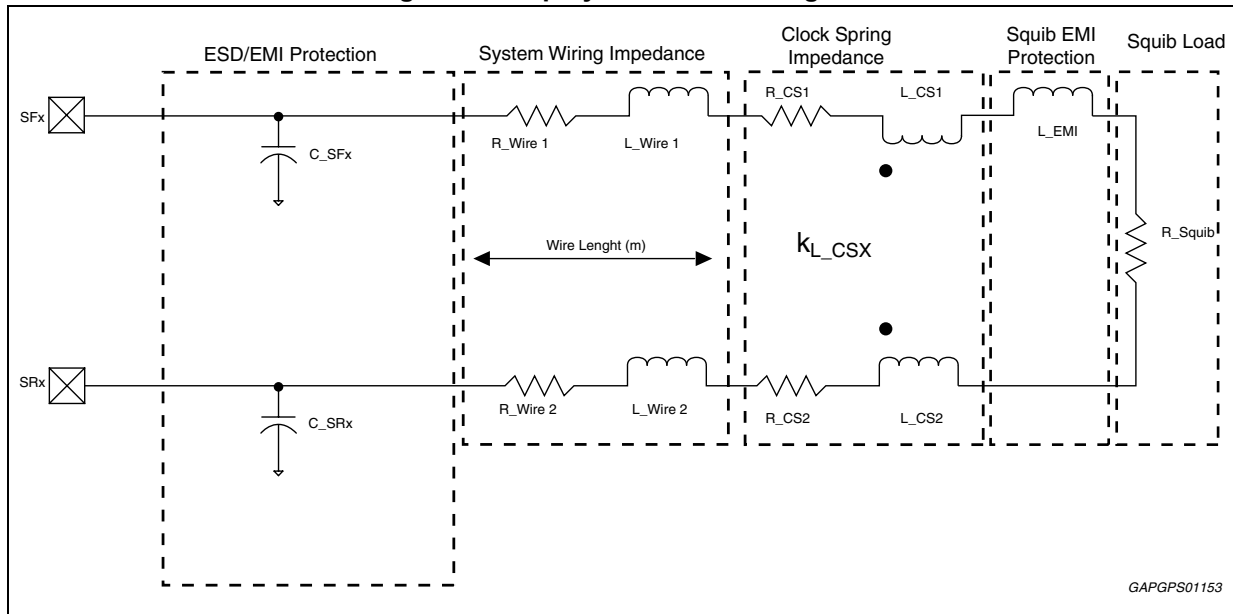 ESD/EMI Protection
System Wiring Impedance
Clock Spring
Impedance
Squib EMI
Protection
Squib Load
SFx
C_SFx
R_Wire 1
L_Wire 1
R_CS1
L_CS1
L_EMI
Wire Lenght (m)
kL_CSX
R_Squib
SRx
C_SRx
R_Wire 2
L_Wire 2
R_CS2
L_CS2
GAPGPS01153